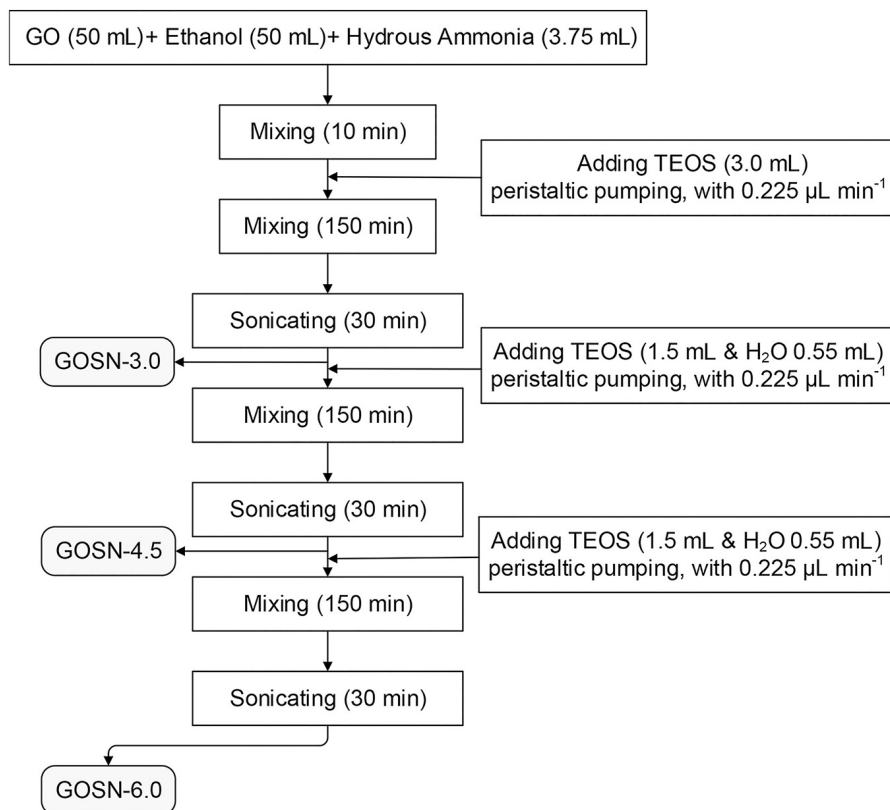 GO (50 mL)+ Ethanol (50 mL)+ Hydrous Ammonia (3.75 mL)
Mixing (10 min)
Adding TEOS (3.0 mL)
peristaltic pumping, with 0.225 µL min⁻¹
Mixing (150 min)
Sonicating (30 min)
GOSN-3.0
Adding TEOS (1.5 mL & H₂O 0.55 mL)
peristaltic pumping, with 0.225 µL min⁻¹
Mixing (150 min)
Sonicating (30 min)
GOSN-4.5
Adding TEOS (1.5 mL & H₂O 0.55 mL)
peristaltic pumping, with 0.225 µL min⁻¹
Mixing (150 min)
Sonicating (30 min)
GOSN-6.0